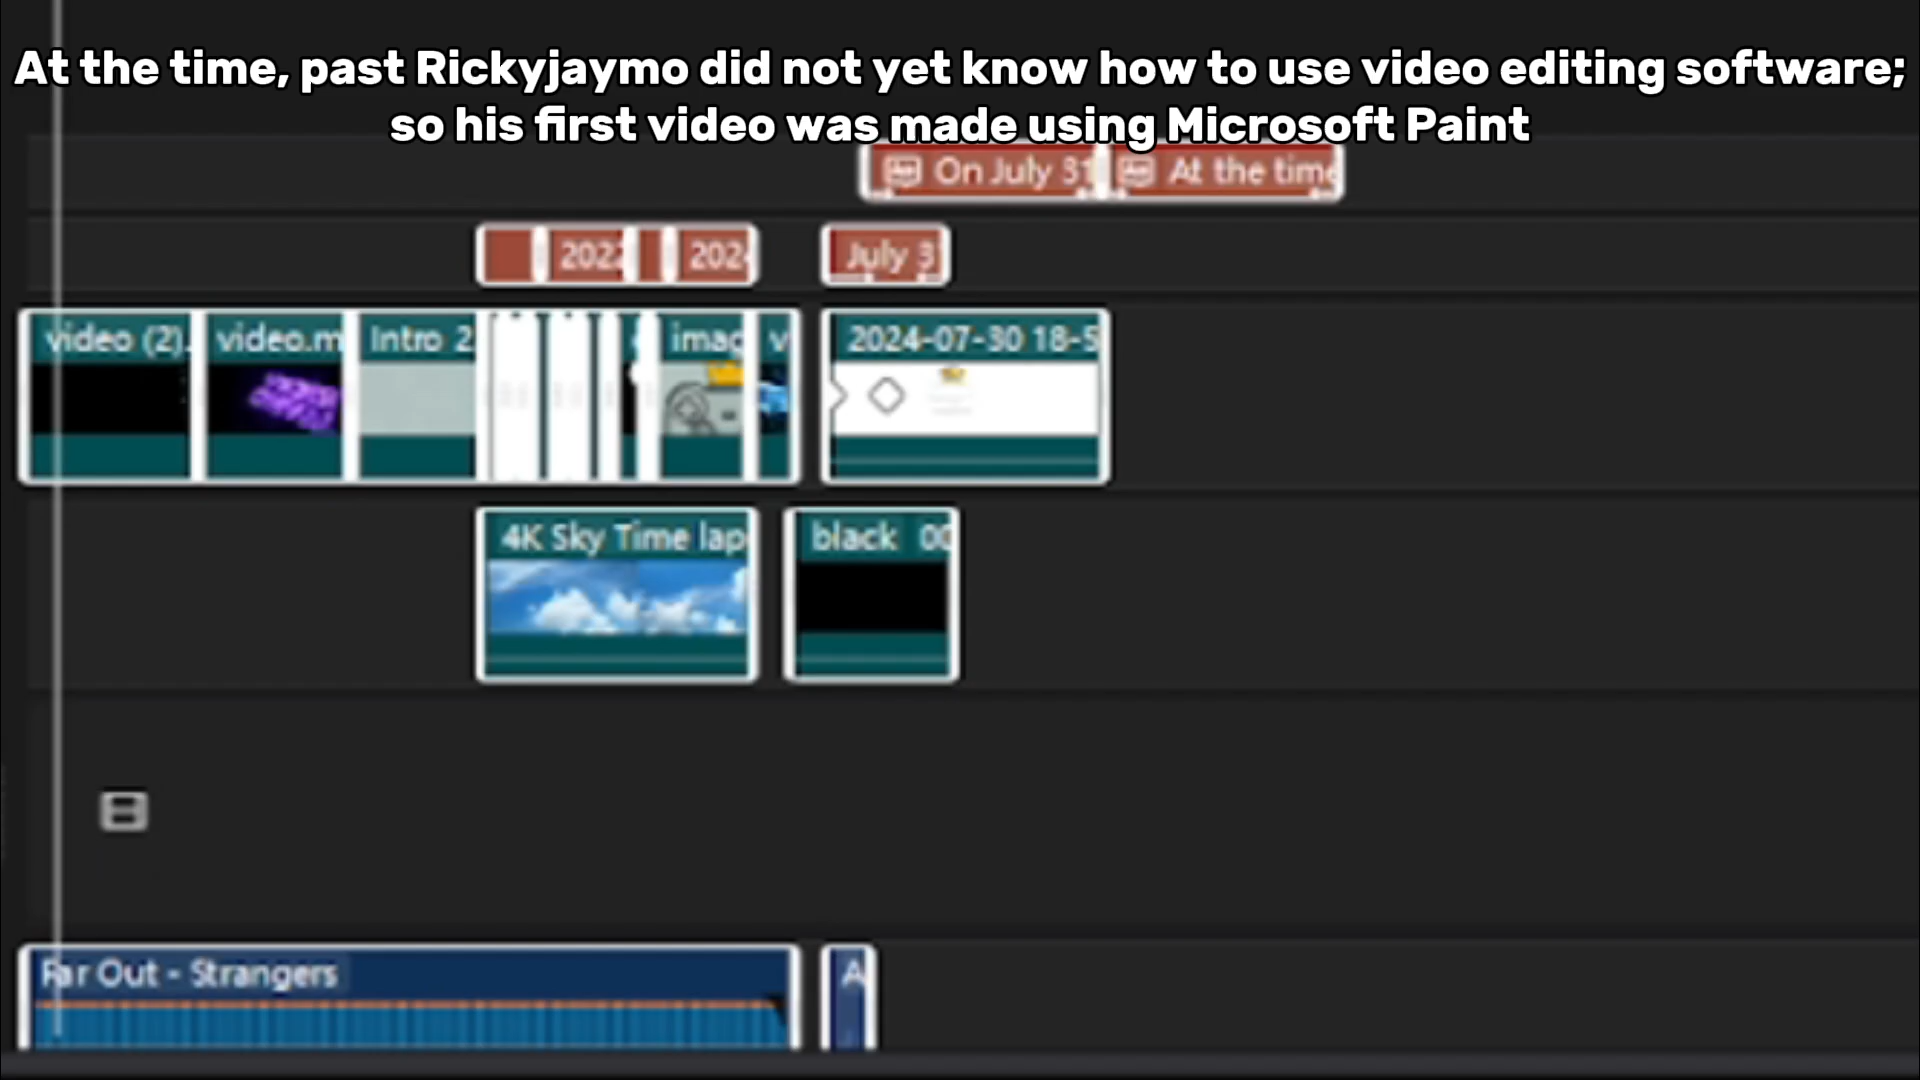 At the time, past Rickyjaymo did not yet know how to use video editing software;
so his first video was made using Microsoft Paint
On July 31 At the time
2022 202 July 3
video (2). video.m Intro 2 imag v 2024-07-30 18-5
4K Sky Time lap black 00
Far Out - Strangers A